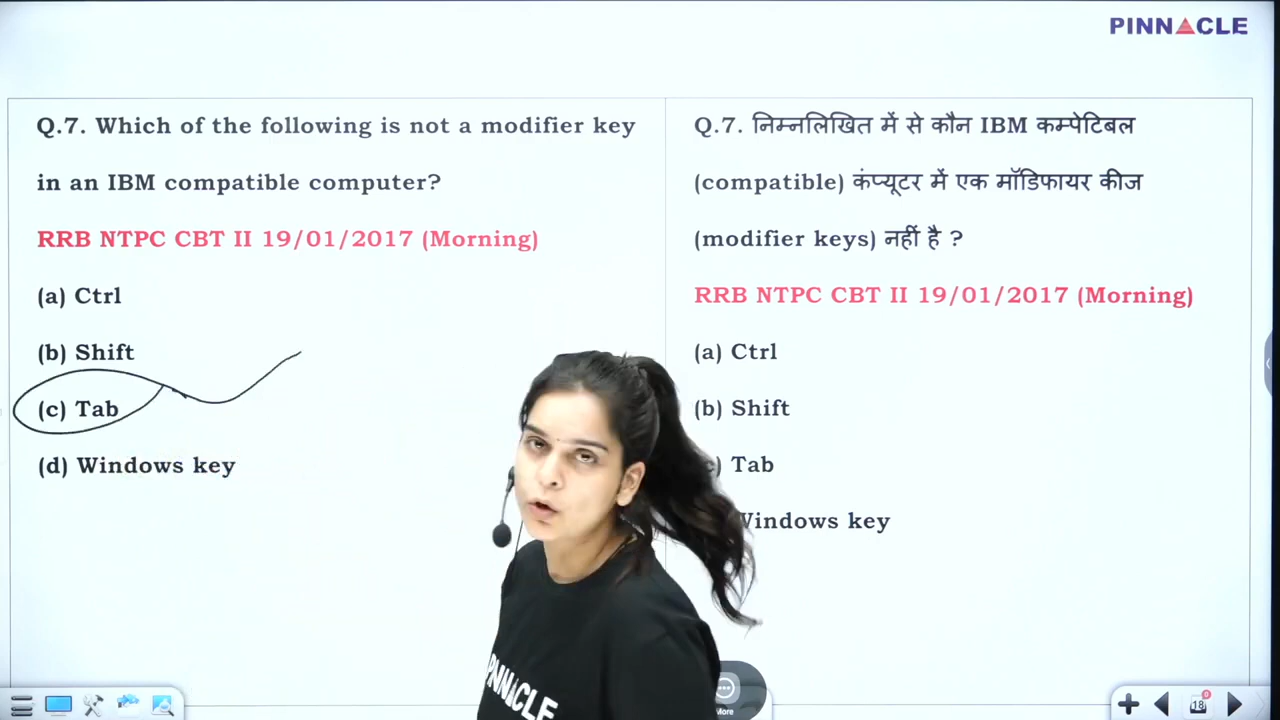 PINNACLE
Q.7. Which of the following is not a modifier key
in an IBM compatible computer?
RRB NTPC CBT II 19/01/2017 (Morning)
(a) Ctrl
(b) Shift
(c) Tab
(d) Windows key
Q.7. निम्नलिखित में से कौन IBM कम्पेटिबल
(compatible) कंप्यूटर में एक मॉडिफायर कीज
(modifier keys) नहीं है ?
RRB NTPC CBT II 19/01/2017 (Morning)
(a) Ctrl
(b) Shift
Tab
Windows key
PINNACLE
More
18